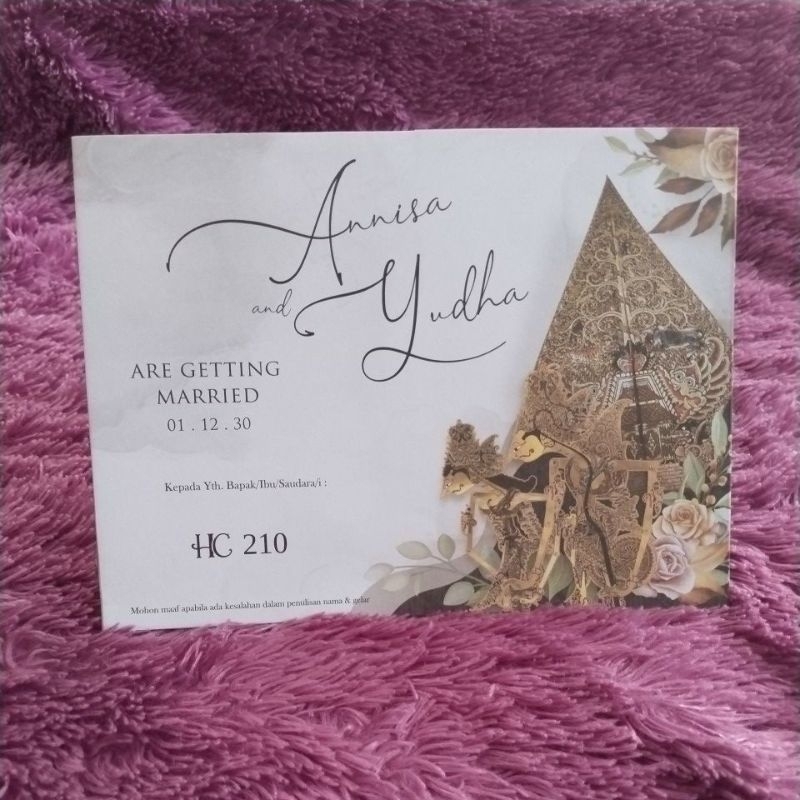 Annisa
and Yudha
ARE GETTING
MARRIED
01 . 12 . 30
Kepada Yth. Bapak/Ibu/Saudara/i :
HC 210
Mohon maaf apabila ada kesalahan dalam penulisan nama & gelar